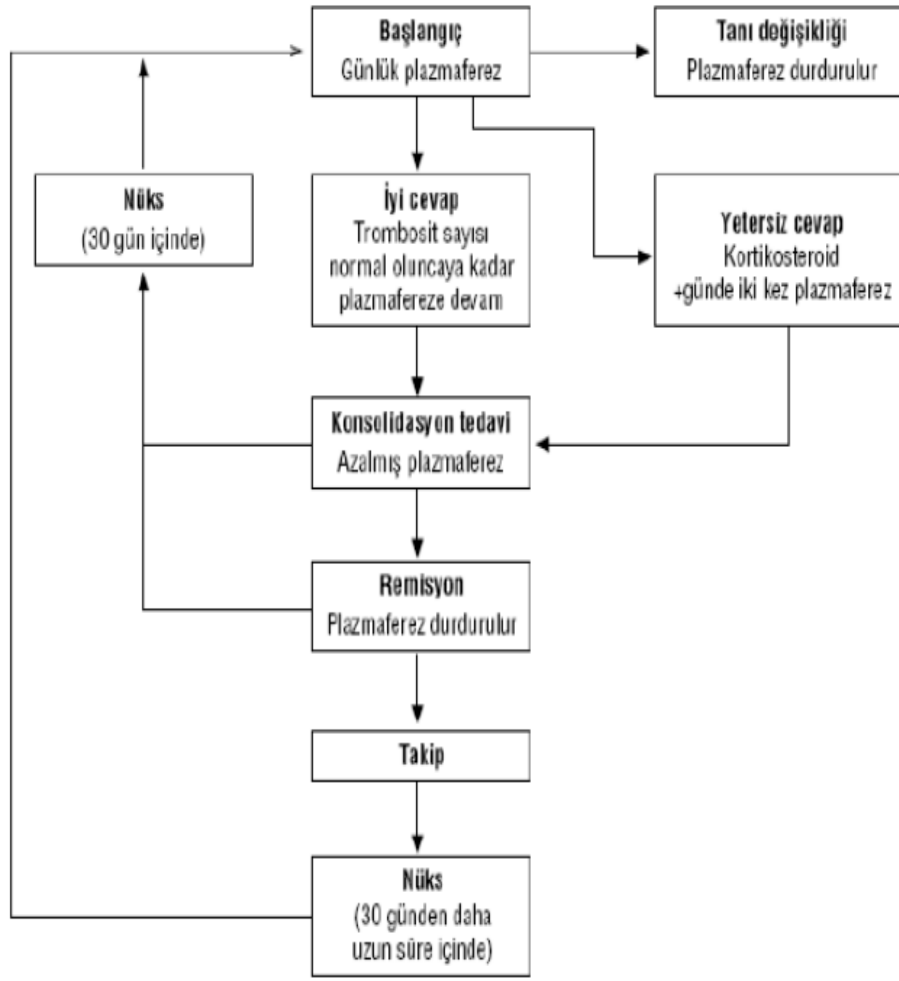 Başlangıç
Günlük plazmaferez
Tanı değişikliği
Plazmaferez durdurulur
Nüks
(30 gün içinde)
İyi cevap
Trombosit sayısı
normal oluncaya kadar
plazmafereze devam
Yetersiz cevap
Kortikosteroid
+günde iki kez plazmaferez
Konsolidasyon tedavi
Azalmış plazmaferez
Remisyon
Plazmaferez durdurulur
Takip
Nüks
(30 günden daha
uzun süre içinde)